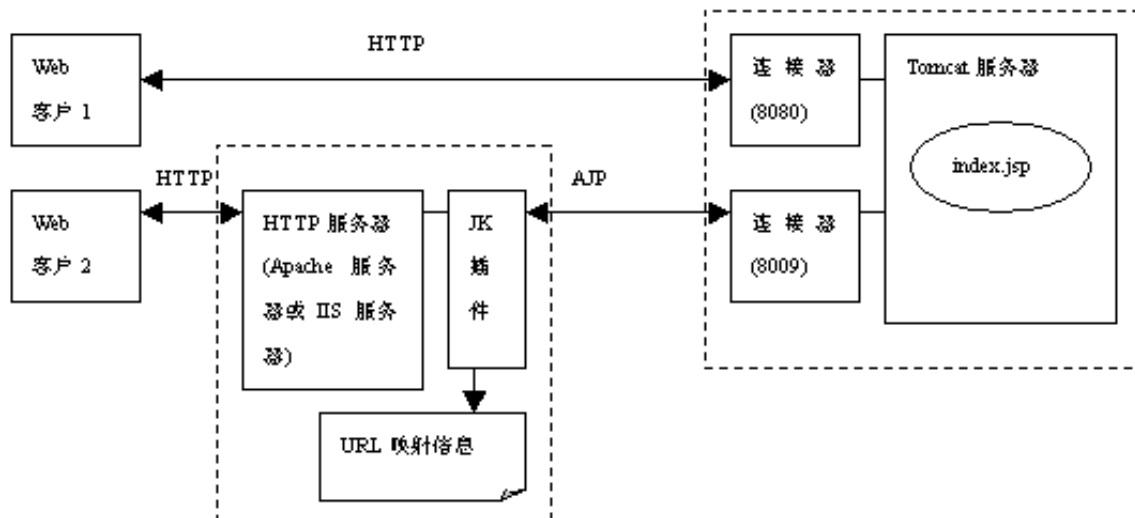 HTTP
Web
客户 1
连接器
(8080)
Tomcat 服务器
index.jsp
HTTP
AJP
Web
客户 2
HTTP 服务器
(Apache 服务
器或 IIS 服务
器)
JK
插
件
连接器
(8009)
URL 映射信息